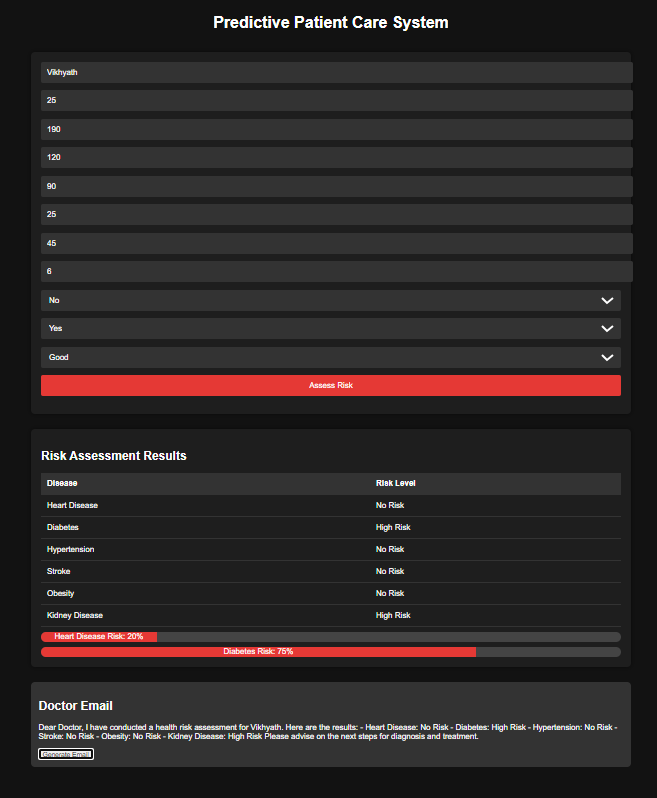 Predictive Patient Care System
Vikhyath
25
190
120
90
25
45
6
No
Yes
Good
Assess Risk
Risk Assessment Results
Disease Risk Level
Heart Disease No Risk
Diabetes High Risk
Hypertension No Risk
Stroke No Risk
Obesity No Risk
Kidney Disease High Risk
Heart Disease Risk: 20%
Diabetes Risk: 75%
Doctor Email
Dear Doctor, I have conducted a health risk assessment for Vikhyath. Here are the results: - Heart Disease: No Risk - Diabetes: High Risk - Hypertension: No Risk -
Stroke: No Risk - Obesity: No Risk - Kidney Disease: High Risk Please advise on the next steps for diagnosis and treatment.
Generate Email